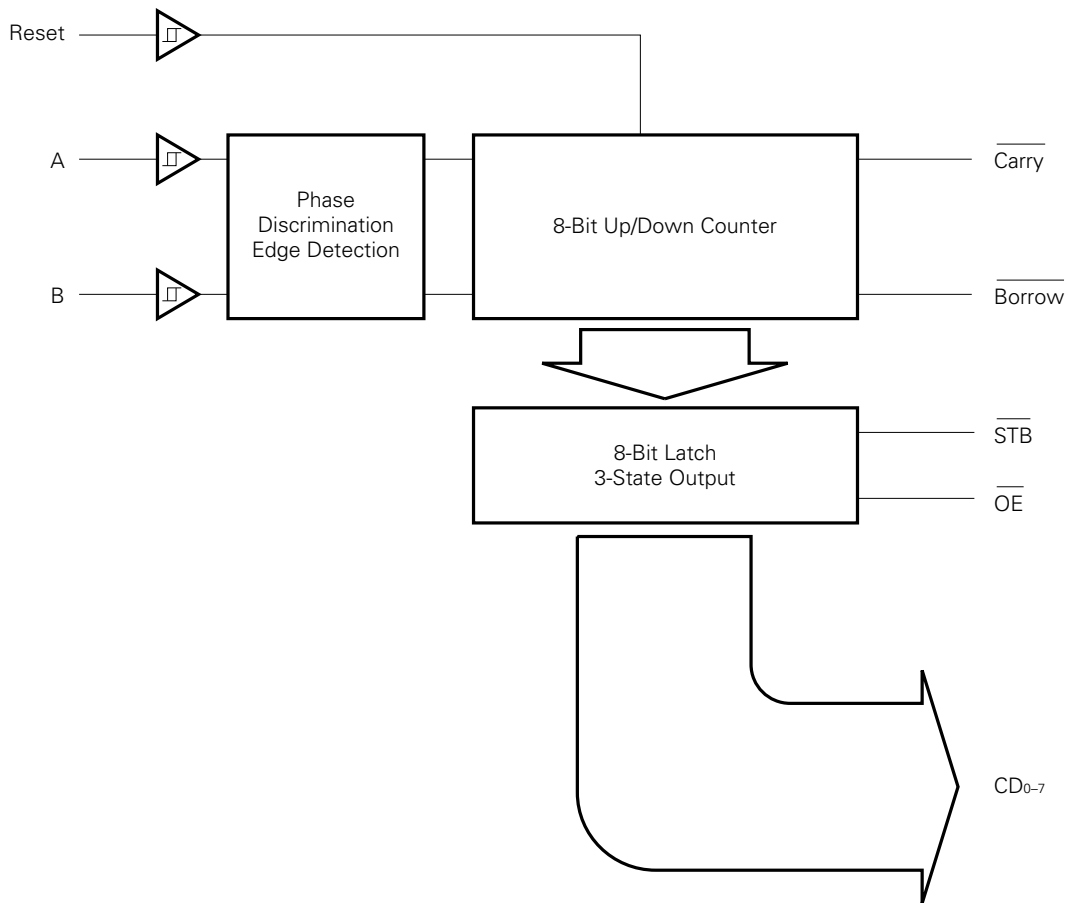 Reset
A
Phase
Discrimination
Edge Detection
8-Bit Up/Down Counter
Carry
B
Borrow
8-Bit Latch
3-State Output
STB
OE
CD0–7